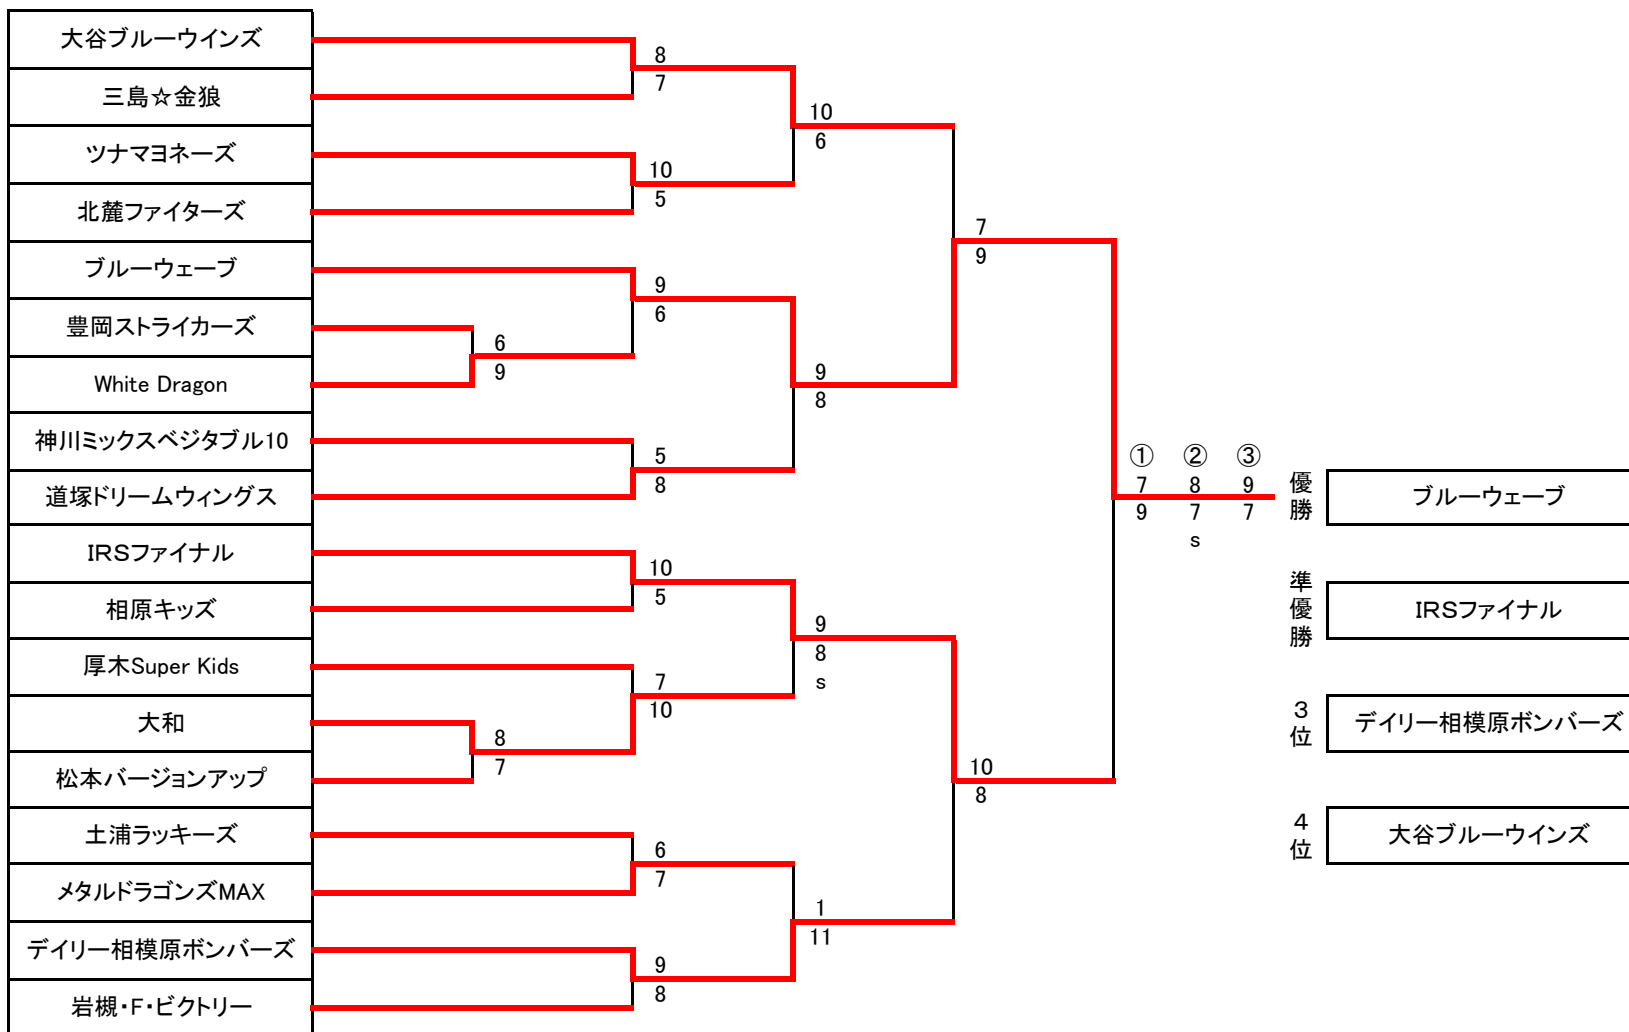 大谷ブルーウインズ
三島☆金狼
ツナマヨネーズ
北麓ファイターズ
ブルーウェーブ
豊岡ストライカーズ
White Dragon
神川ミックスベジタブル10
道塚ドリームウィングス
IRSファイナル
相原キッズ
厚木Super Kids
大和
松本バージョンアップ
土浦ラッキーズ
メタルドラゴンズMAX
デイリー相模原ボンバーズ
岩槻・F・ビクトリー
6
9
8
7
8
7
10
5
9
6
5
8
10
5
7
10
6
7
9
8
10
6
9
8
9
8
s
1
11
7
9
10
8
① ② ③
7 8 9
9 7 7
s
優勝
ブルーウェーブ
準優勝
IRSファイナル
3位
デイリー相模原ボンバーズ
4位
大谷ブルーウインズ